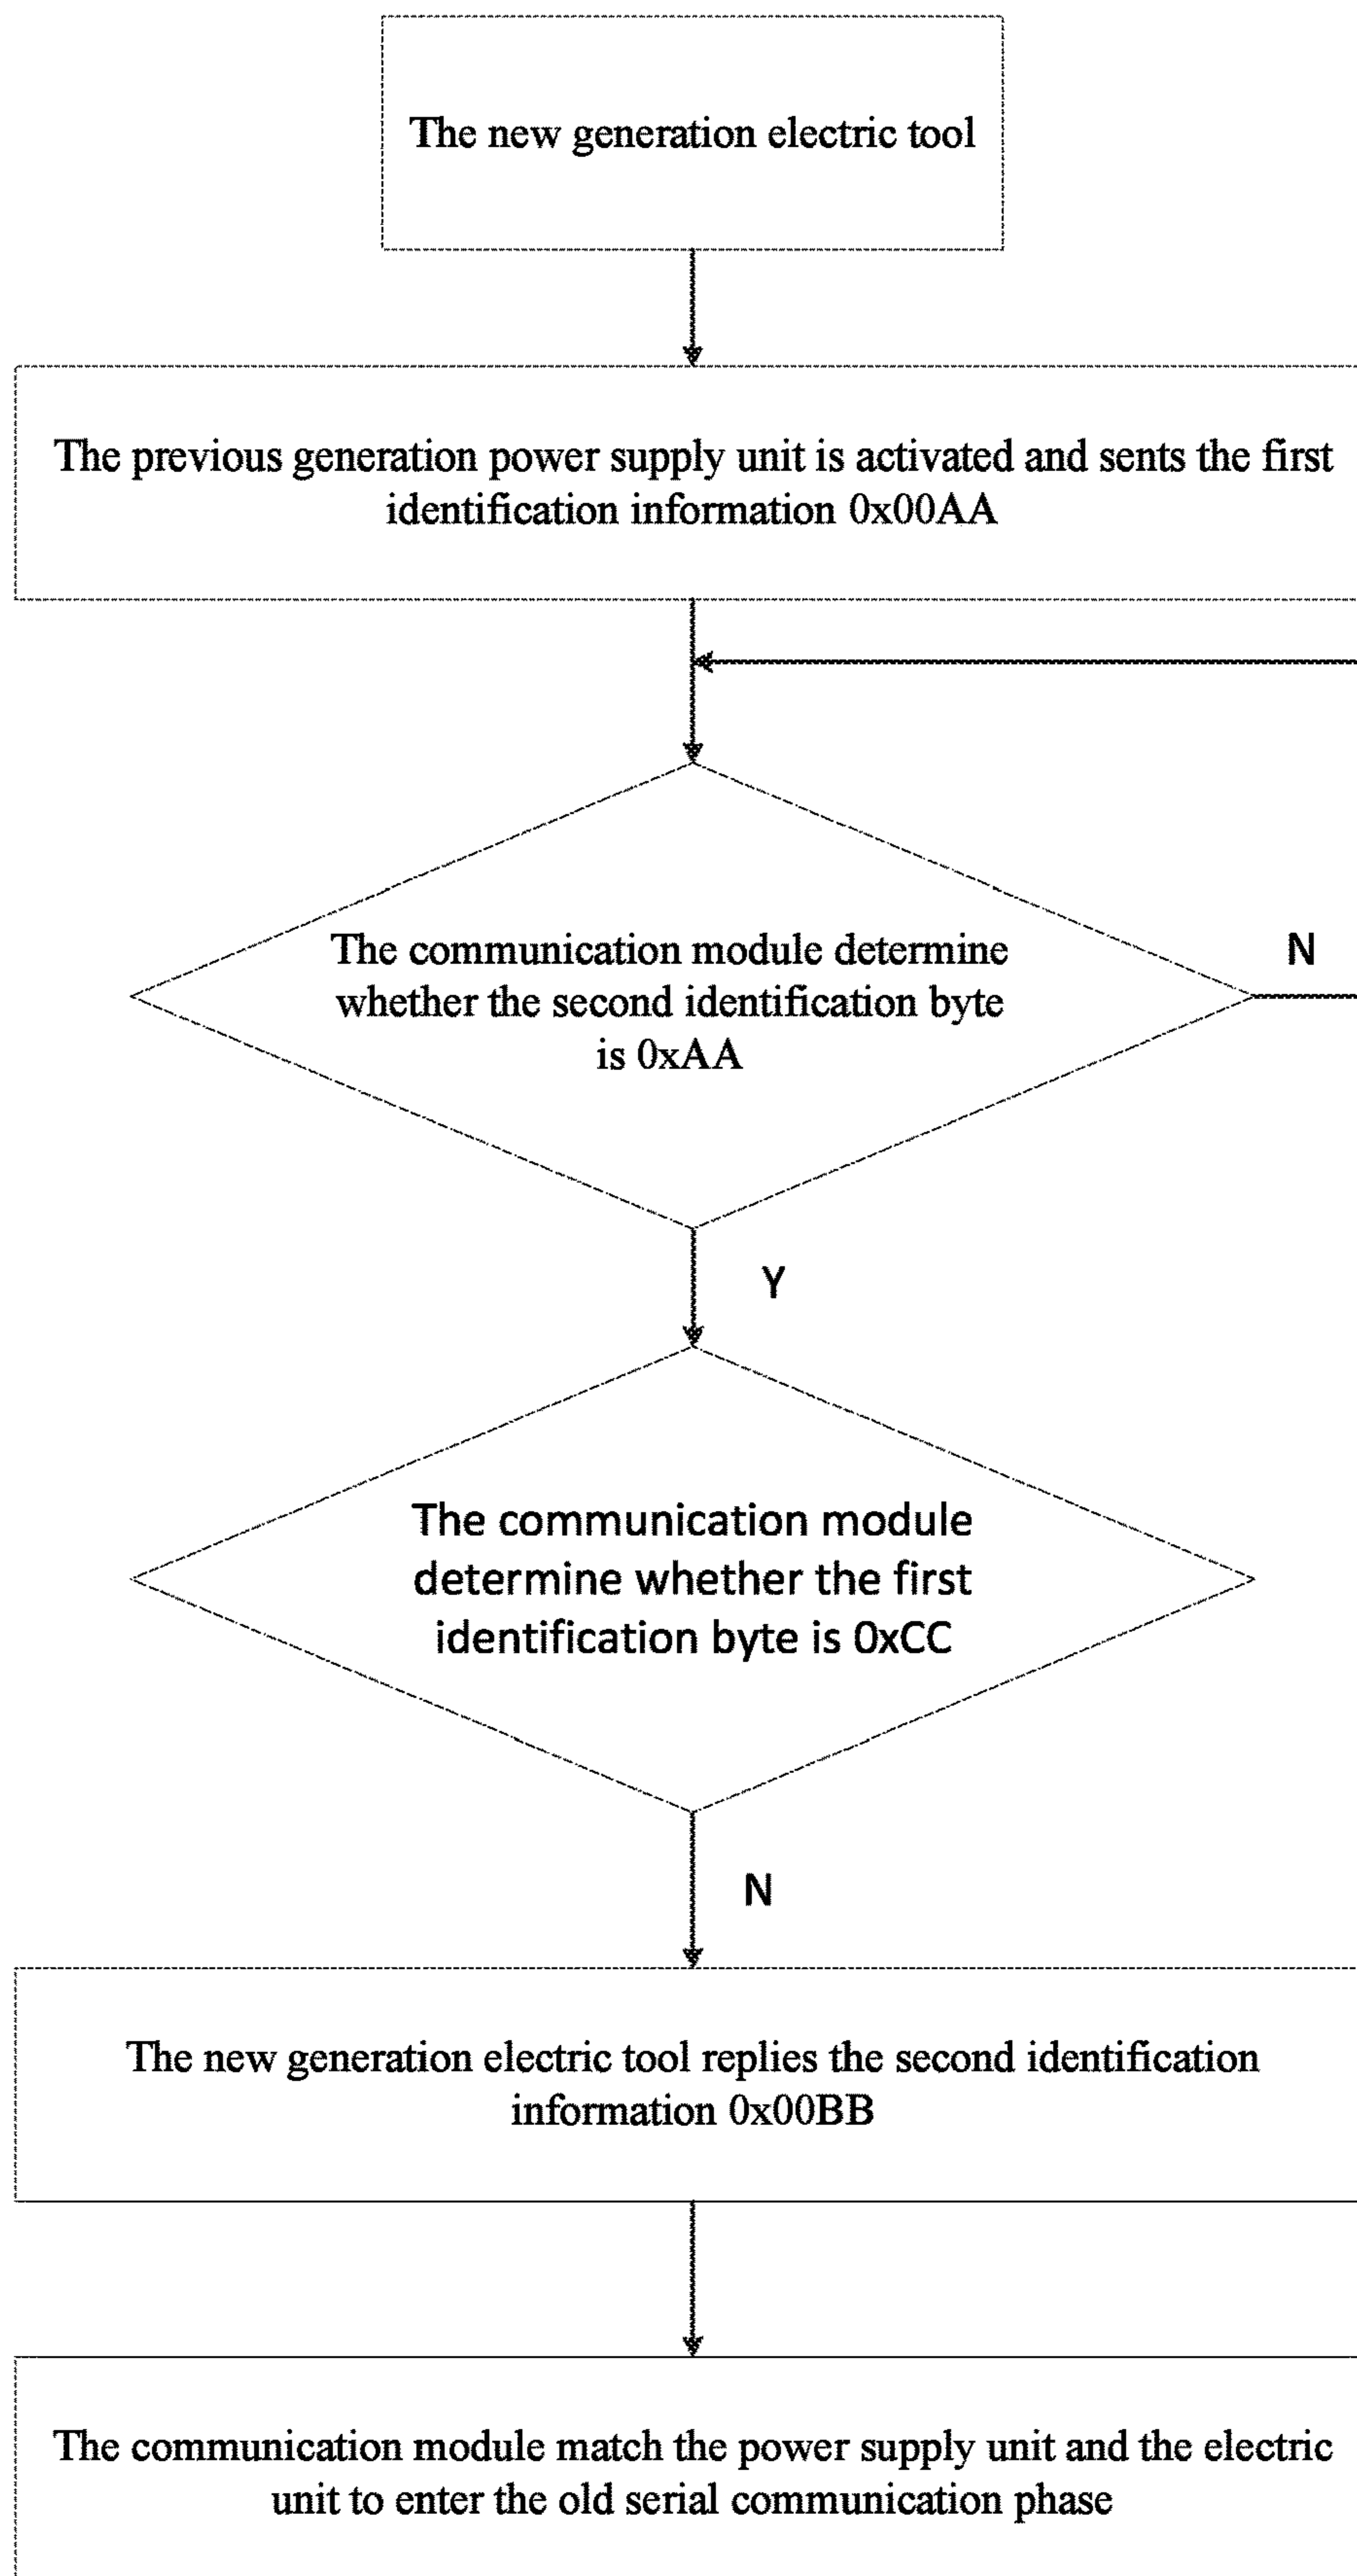 The new generation electric tool
The previous generation power supply unit is activated and sents the first
identification information 0x00AA
The communication module determine
whether the second identification byte
is 0xAA
N
Y
The communication module
determine whether the first
identification byte is 0xCC
N
The new generation electric tool replies the second identification
information 0x00BB
The communication module match the power supply unit and the electric
unit to enter the old serial communication phase